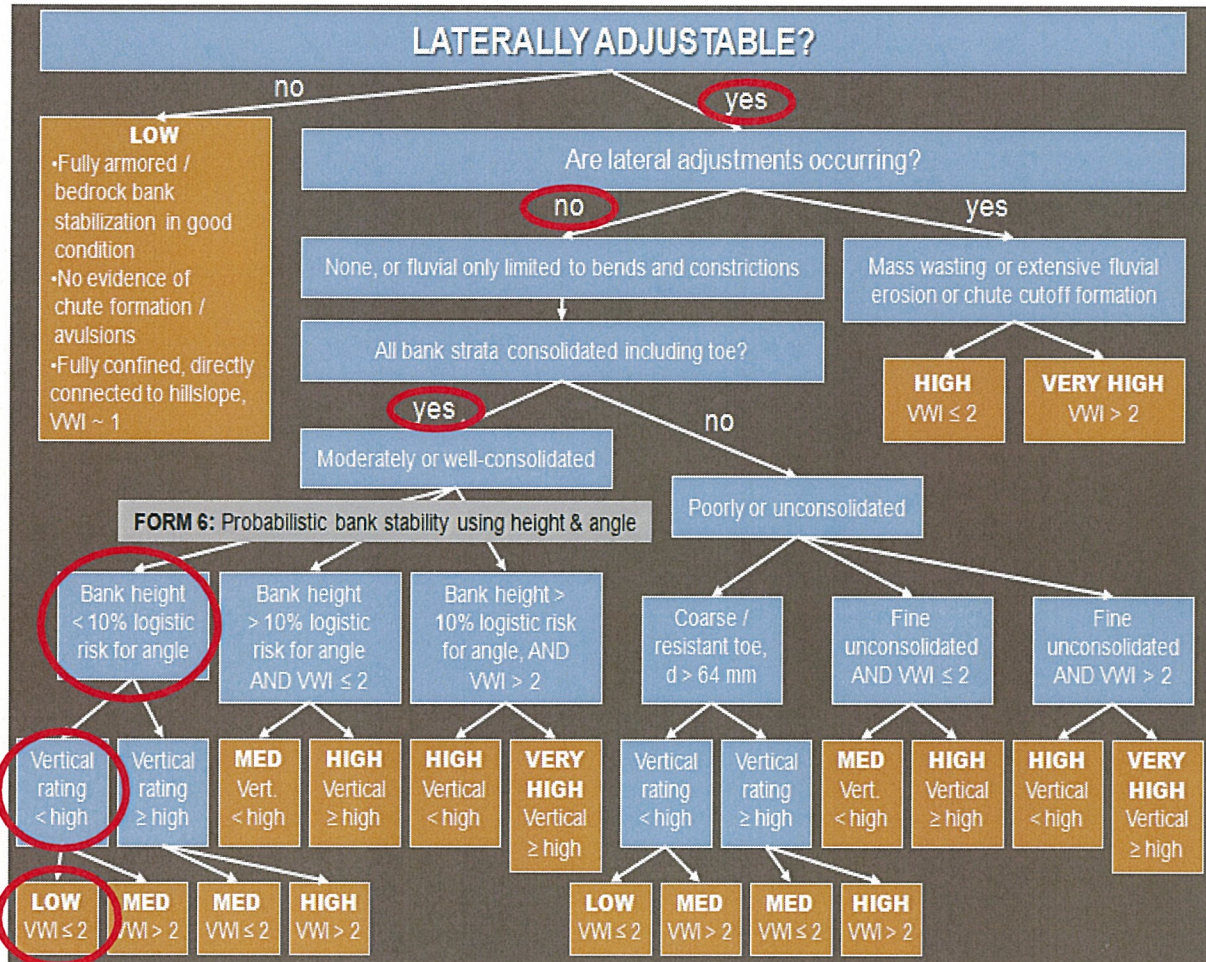 LATERALLY ADJUSTABLE?
no
yes
LOW
•Fully armored /
bedrock bank
stabilization in good
condition
•No evidence of
chute formation /
avulsions
•Fully confined, directly
connected to hillslope,
VWI ~ 1
Are lateral adjustments occurring?
no
yes
None, or fluvial only limited to bends and constrictions
Mass wasting or extensive fluvial
erosion or chute cutoff formation
All bank strata consolidated including toe?
HIGH
VWI ≤ 2
VERY HIGH
VWI > 2
yes
no
Moderately or well-consolidated
Poorly or unconsolidated
FORM 6: Probabilistic bank stability using height & angle
Bank height
< 10% logistic
risk for angle
Bank height
> 10% logistic
risk for angle
AND VWI ≤ 2
Bank height >
10% logistic risk
for angle, AND
VWI > 2
Coarse /
resistant toe,
d > 64 mm
Fine
unconsolidated
AND VWI ≤ 2
Fine
unconsolidated
AND VWI > 2
Vertical
rating
< high
Vertical
rating
≥ high
MED
Vert.
< high
HIGH
Vertical
≥ high
HIGH
Vertical
< high
VERY
HIGH
Vertical
≥ high
Vertical
rating
< high
Vertical
rating
≥ high
MED
Vert.
< high
HIGH
Vertical
≥ high
HIGH
Vertical
< high
VERY
HIGH
Vertical
≥ high
LOW
VWI ≤ 2
MED
VWI > 2
MED
VWI ≤ 2
HIGH
VWI > 2
LOW
VWI ≤ 2
MED
VWI > 2
MED
VWI ≤ 2
HIGH
VWI > 2